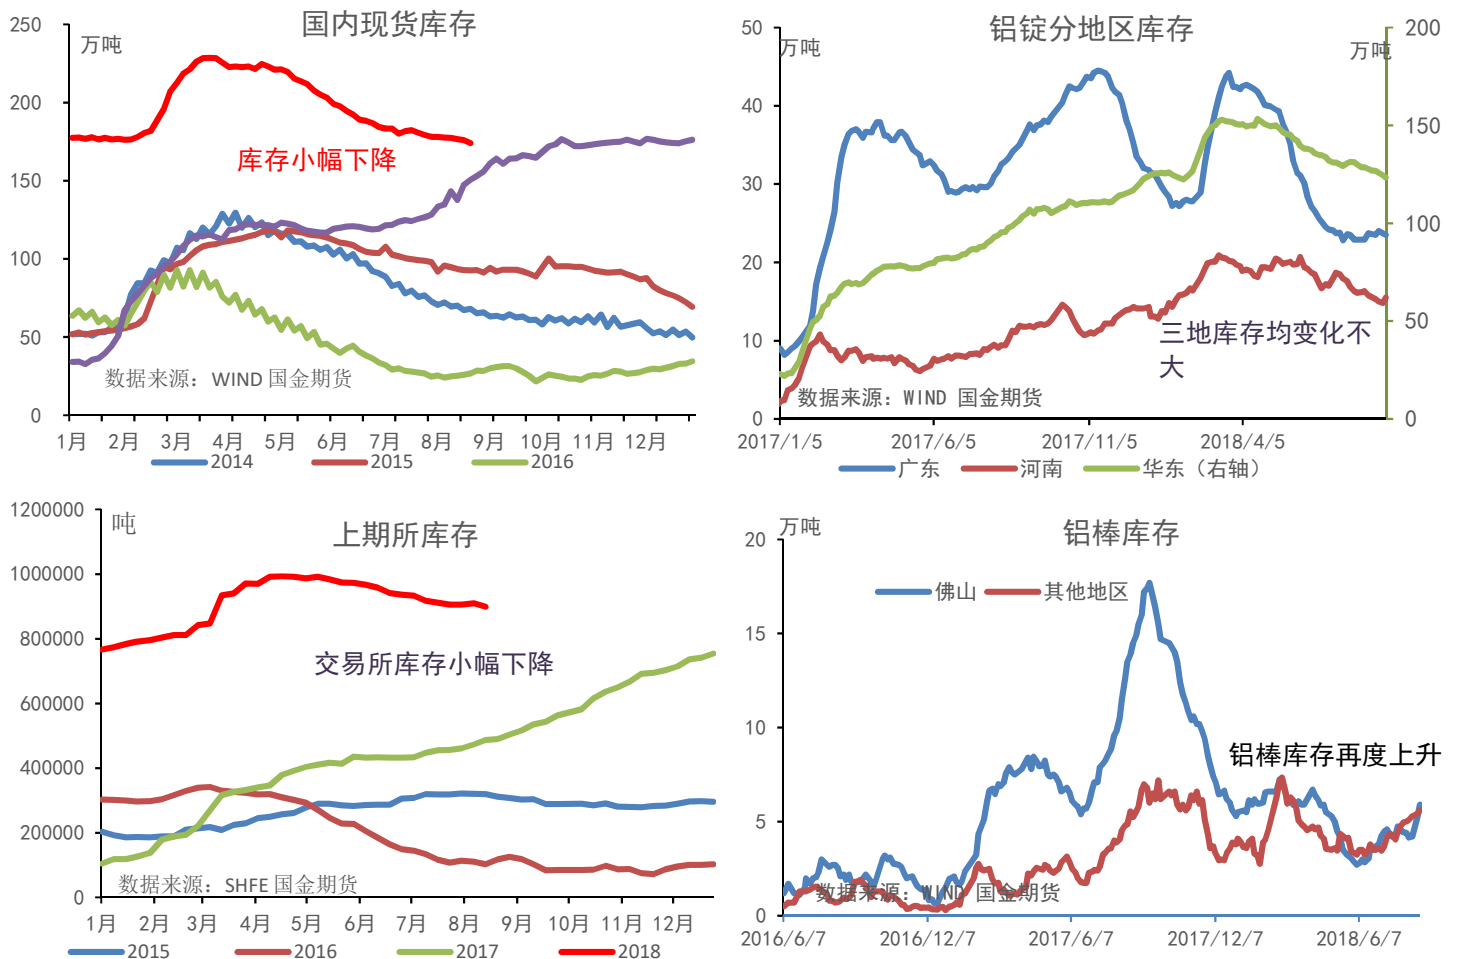 国内现货库存
万吨
250
200
150
100
50
0
库存小幅下降
数据来源：WIND 国金期货
1月 2月 3月 4月 5月 6月 7月 8月 9月 10月 11月 12月
2014 2015 2016
铝锭分地区库存
万吨
万吨
50
40
30
20
10
0
200
150
100
50
0
三地库存均变化不
大
数据来源：WIND 国金期货
2017/1/5 2017/6/5 2017/11/5 2018/4/5
广东 河南 华东（右轴）
上期所库存
吨
1200000
1000000
800000
600000
400000
200000
0
交易所库存小幅下降
数据来源：SHFE 国金期货
1月 2月 3月 4月 5月 6月 7月 8月 9月 10月 11月 12月
2015 2016 2017 2018
铝棒库存
万吨
20
15
10
5
0
佛山 其他地区
铝棒库存再度上升
数据来源：WIND 国金期货
2016/6/7 2016/12/7 2017/6/7 2017/12/7 2018/6/7